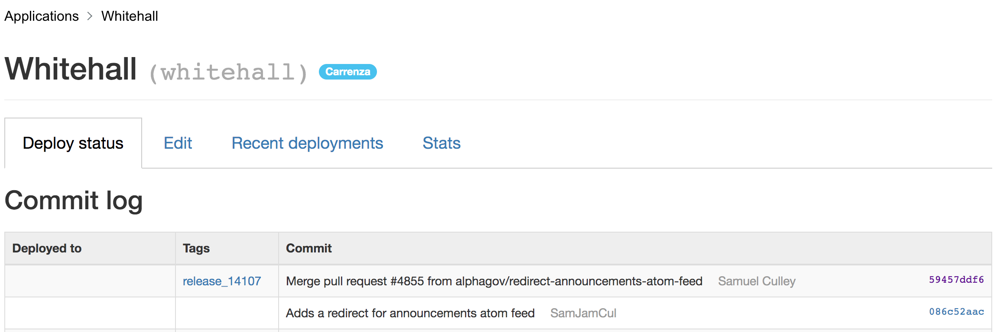 Applications > Whitehall
Whitehall (whitehall) Carrenza
Deploy status Edit Recent deployments Stats
Commit log
Deployed to Tags Commit
release_14107 Merge pull request #4855 from alphagov/redirect-announcements-atom-feed Samuel Culley 59457ddf6
Adds a redirect for announcements atom feed SamJamCul 086c52aac